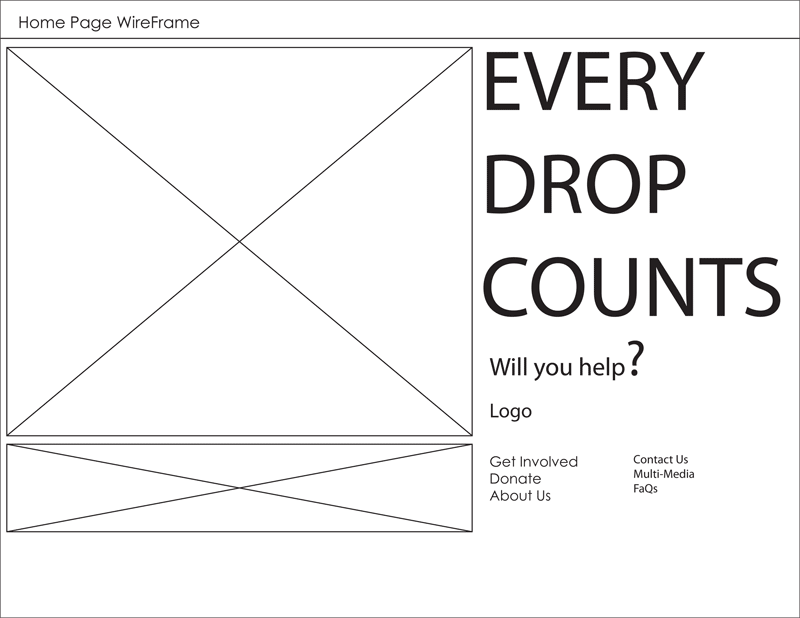 Home Page WireFrame
EVERY
DROP
COUNTS
Will you help?
Logo
Get Involved
Donate
About Us
Contact Us
Multi-Media
FaQs